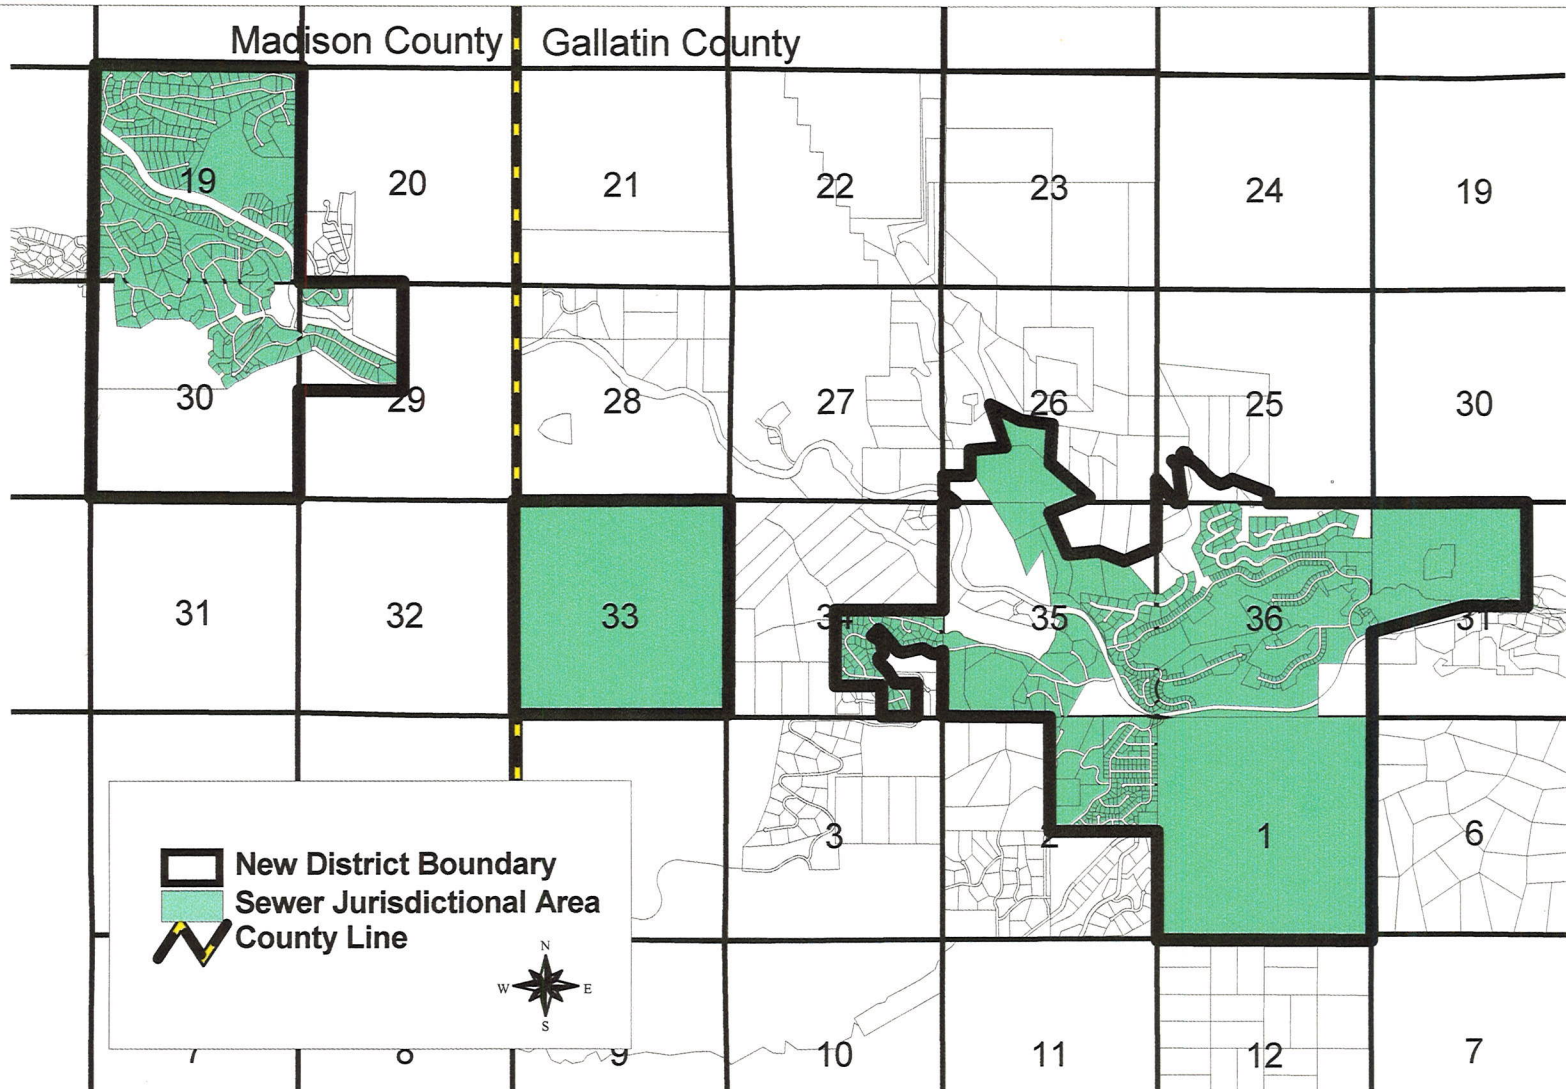 Madison County Gallatin County
19 20 21 22 23 24 19
30 29 28 27 26 25 30
31 32 33 34 35 36 31
3 2 1 6
New District Boundary
Sewer Jurisdictional Area
County Line
N
W E
S
7 8 9 10 11 12 7